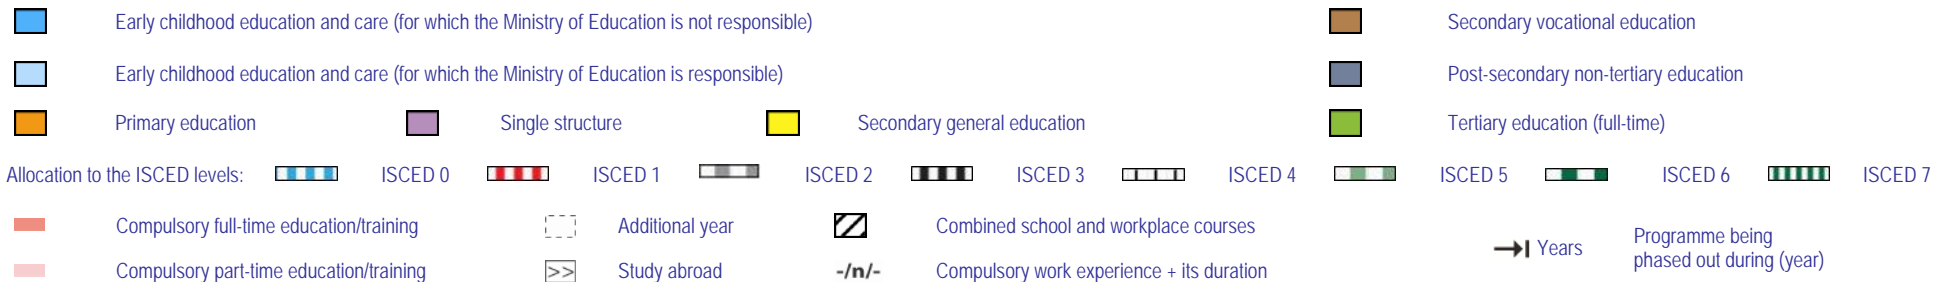 Early childhood education and care (for which the Ministry of Education is not responsible) Secondary vocational education
Early childhood education and care (for which the Ministry of Education is responsible) Post-secondary non-tertiary education
Primary education Single structure Secondary general education Tertiary education (full-time)
Allocation to the ISCED levels: ISCED 0 ISCED 1 ISCED 2 ISCED 3 ISCED 4 ISCED 5 ISCED 6 ISCED 7
Compulsory full-time education/training Additional year Combined school and workplace courses
Compulsory part-time education/training >> Study abroad -/n/- Compulsory work experience + its duration
Years Programme being
phased out during (year)